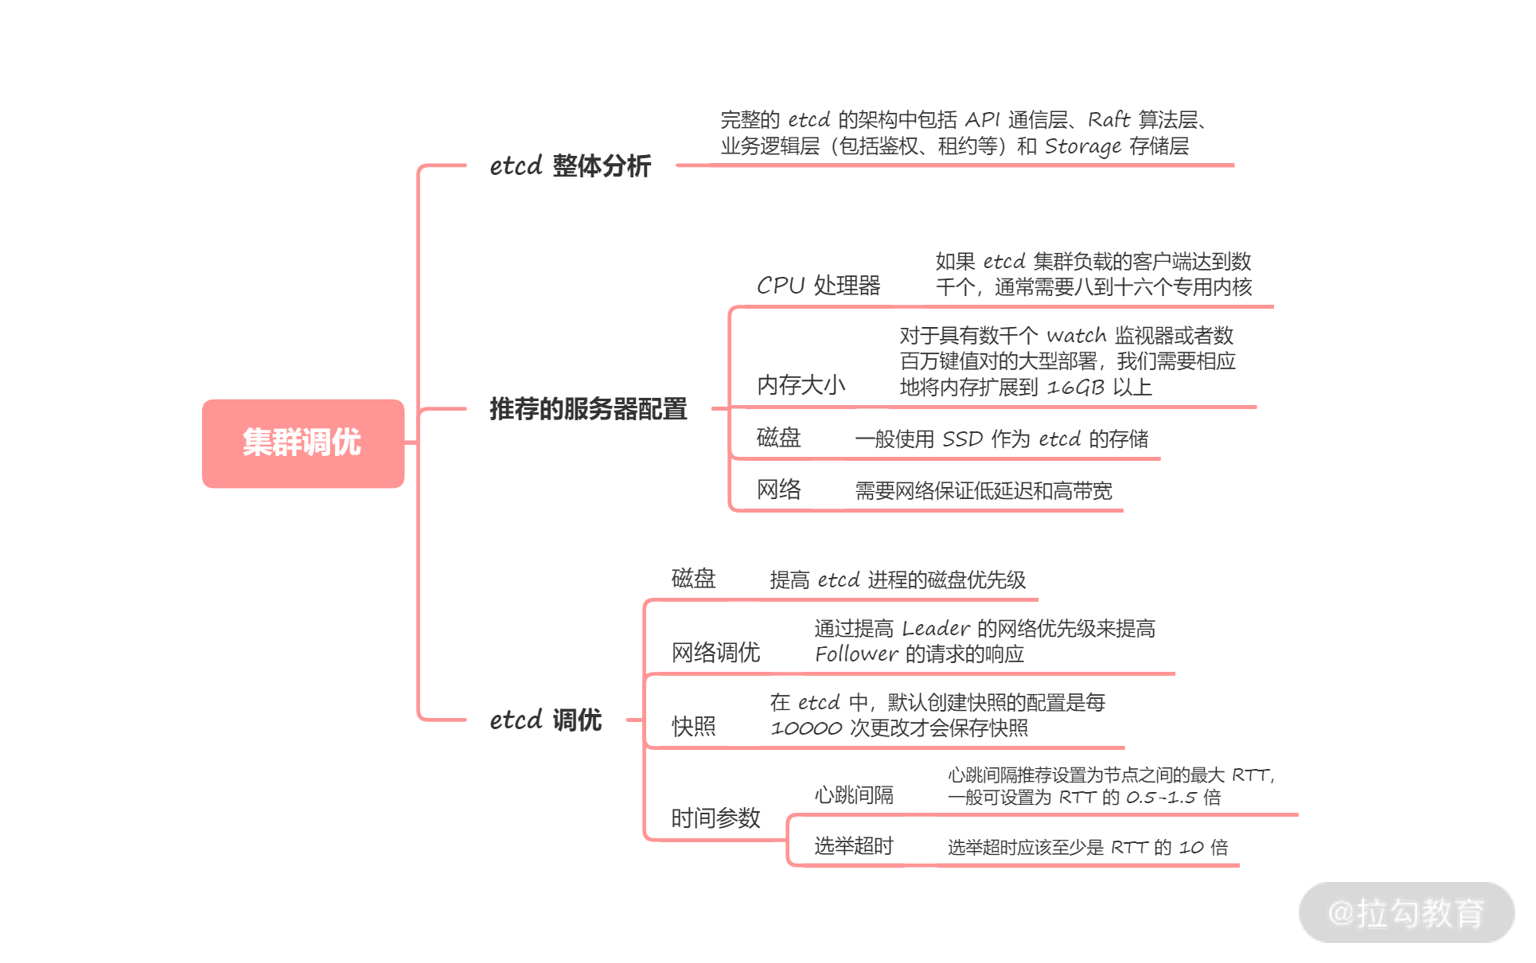 完整的 etcd 的架构中包括 API 通信层、Raft 算法层、
业务逻辑层（包括鉴权、租约等）和 Storage 存储层
etcd 整体分析
如果 etcd 集群负载的客户端达到数
千个，通常需要八到十六个专用内核
CPU 处理器
对于具有数千个 watch 监视器或者数
百万键值对的大型部署，我们需要相应
地将内存扩展到 16GB 以上
内存大小
推荐的服务器配置
磁盘
一般使用 SSD 作为 etcd 的存储
网络
需要网络保证低延迟和高带宽
集群调优
磁盘
提高 etcd 进程的磁盘优先级
通过提高 Leader 的网络优先级来提高
Follower 的请求的响应
网络调优
在 etcd 中，默认创建快照的配置是每
10000 次更改才会保存快照
快照
etcd 调优
心跳间隔推荐设置为节点之间的最大 RTT，
一般可设置为 RTT 的 0.5-1.5 倍
心跳间隔
时间参数
选举超时
选举超时应该至少是 RTT 的 10 倍
@拉勾教育